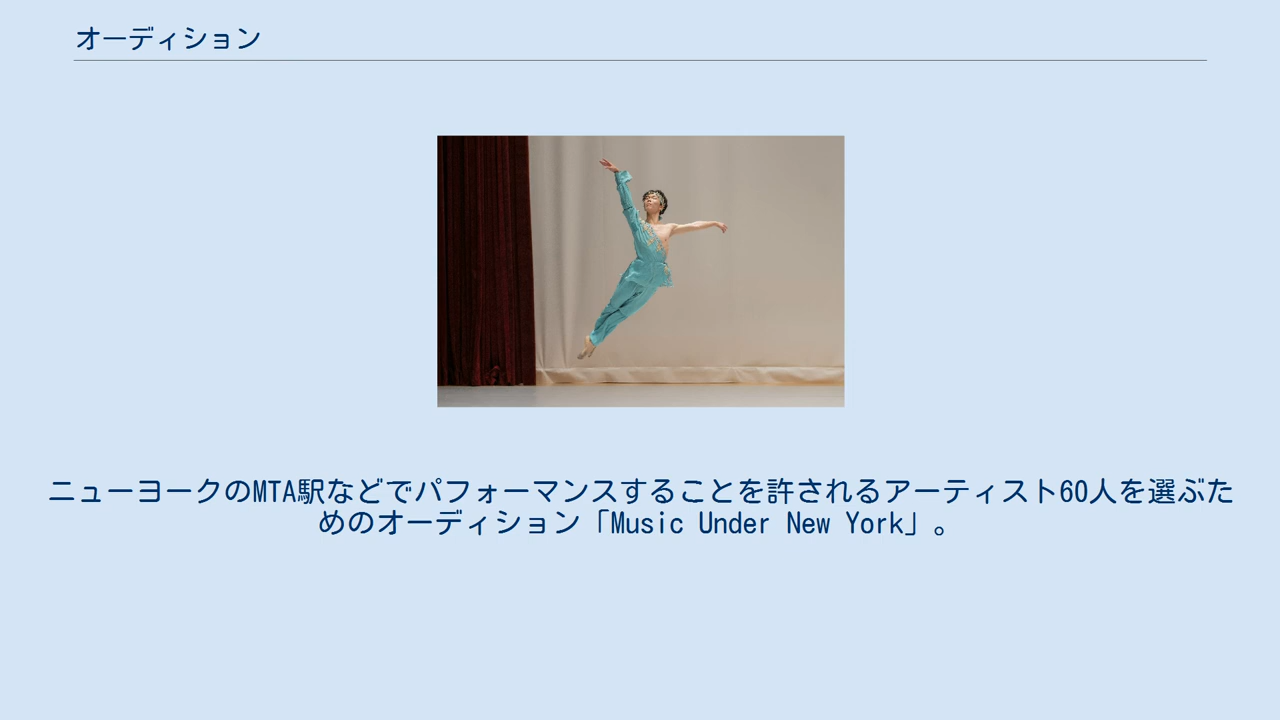 オーディション
ニューヨークのMTA駅などでパフォーマンスすることを許されるアーティスト60人を選ぶた
めのオーディション「Music Under New York」。